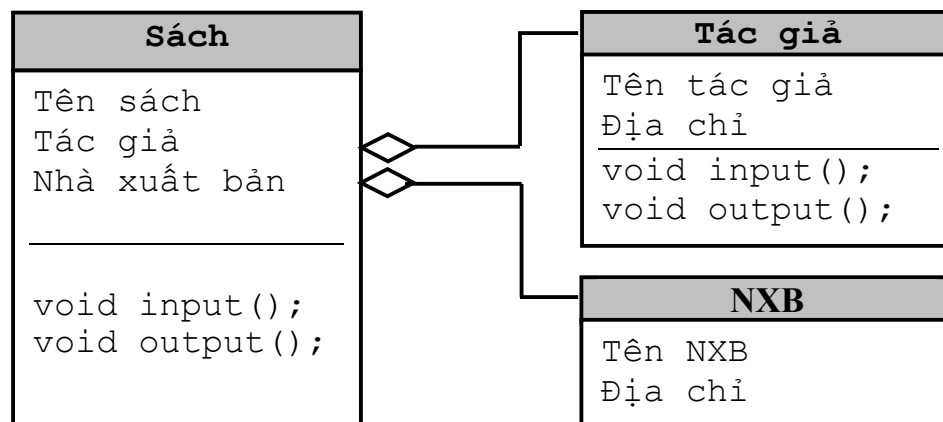 Sách
Tên sách
Tác giả
Nhà xuất bản
void input();
void output();
Tác giả
Tên tác giả
Địa chỉ
void input();
void output();
NXB
Tên NXB
Địa chỉ